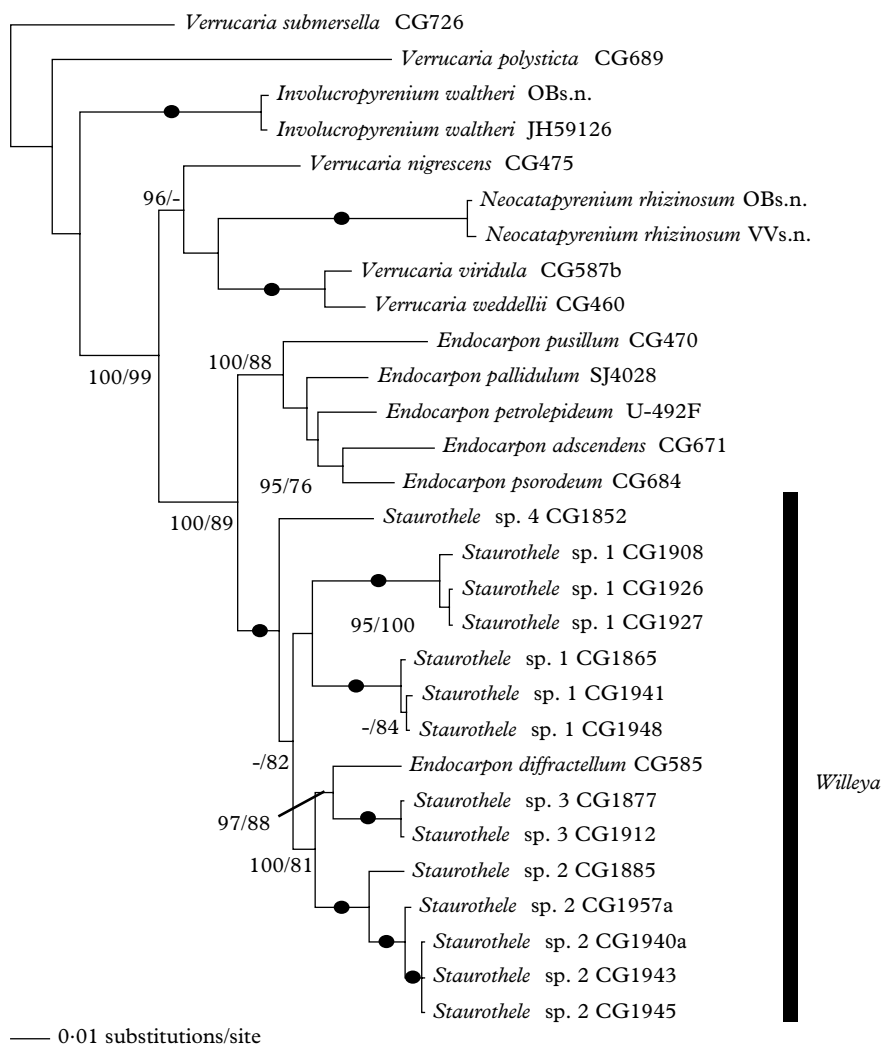 Verrucaria submersella CG726
Verrucaria polysticta CG689
Involucropyrenium waltheri OBs.n.
Involucropyrenium waltheri JH59126
Verrucaria nigrescens CG475
96/-
Neocatapyrenium rhizinosum OBs.n.
Neocatapyrenium rhizinosum VVs.n.
Verrucaria viridula CG587b
Verrucaria weddellii CG460
Endocarpon pusillum CG470
100/88
100/99
Endocarpon pallidulum SJ4028
Endocarpon petrolepideum U-492F
Endocarpon adscendens CG671
Endocarpon psorodeum CG684
95/76
Staurothele sp. 4 CG1852
100/89
Staurothele sp. 1 CG1908
Staurothele sp. 1 CG1926
Staurothele sp. 1 CG1927
95/100
Staurothele sp. 1 CG1865
Staurothele sp. 1 CG1941
Staurothele sp. 1 CG1948
-/84
-/82
Endocarpon diffractellum CG585
Willeya
Staurothele sp. 3 CG1877
97/88
Staurothele sp. 3 CG1912
100/81
Staurothele sp. 2 CG1885
Staurothele sp. 2 CG1957a
Staurothele sp. 2 CG1940a
Staurothele sp. 2 CG1943
Staurothele sp. 2 CG1945
0·01 substitutions/site